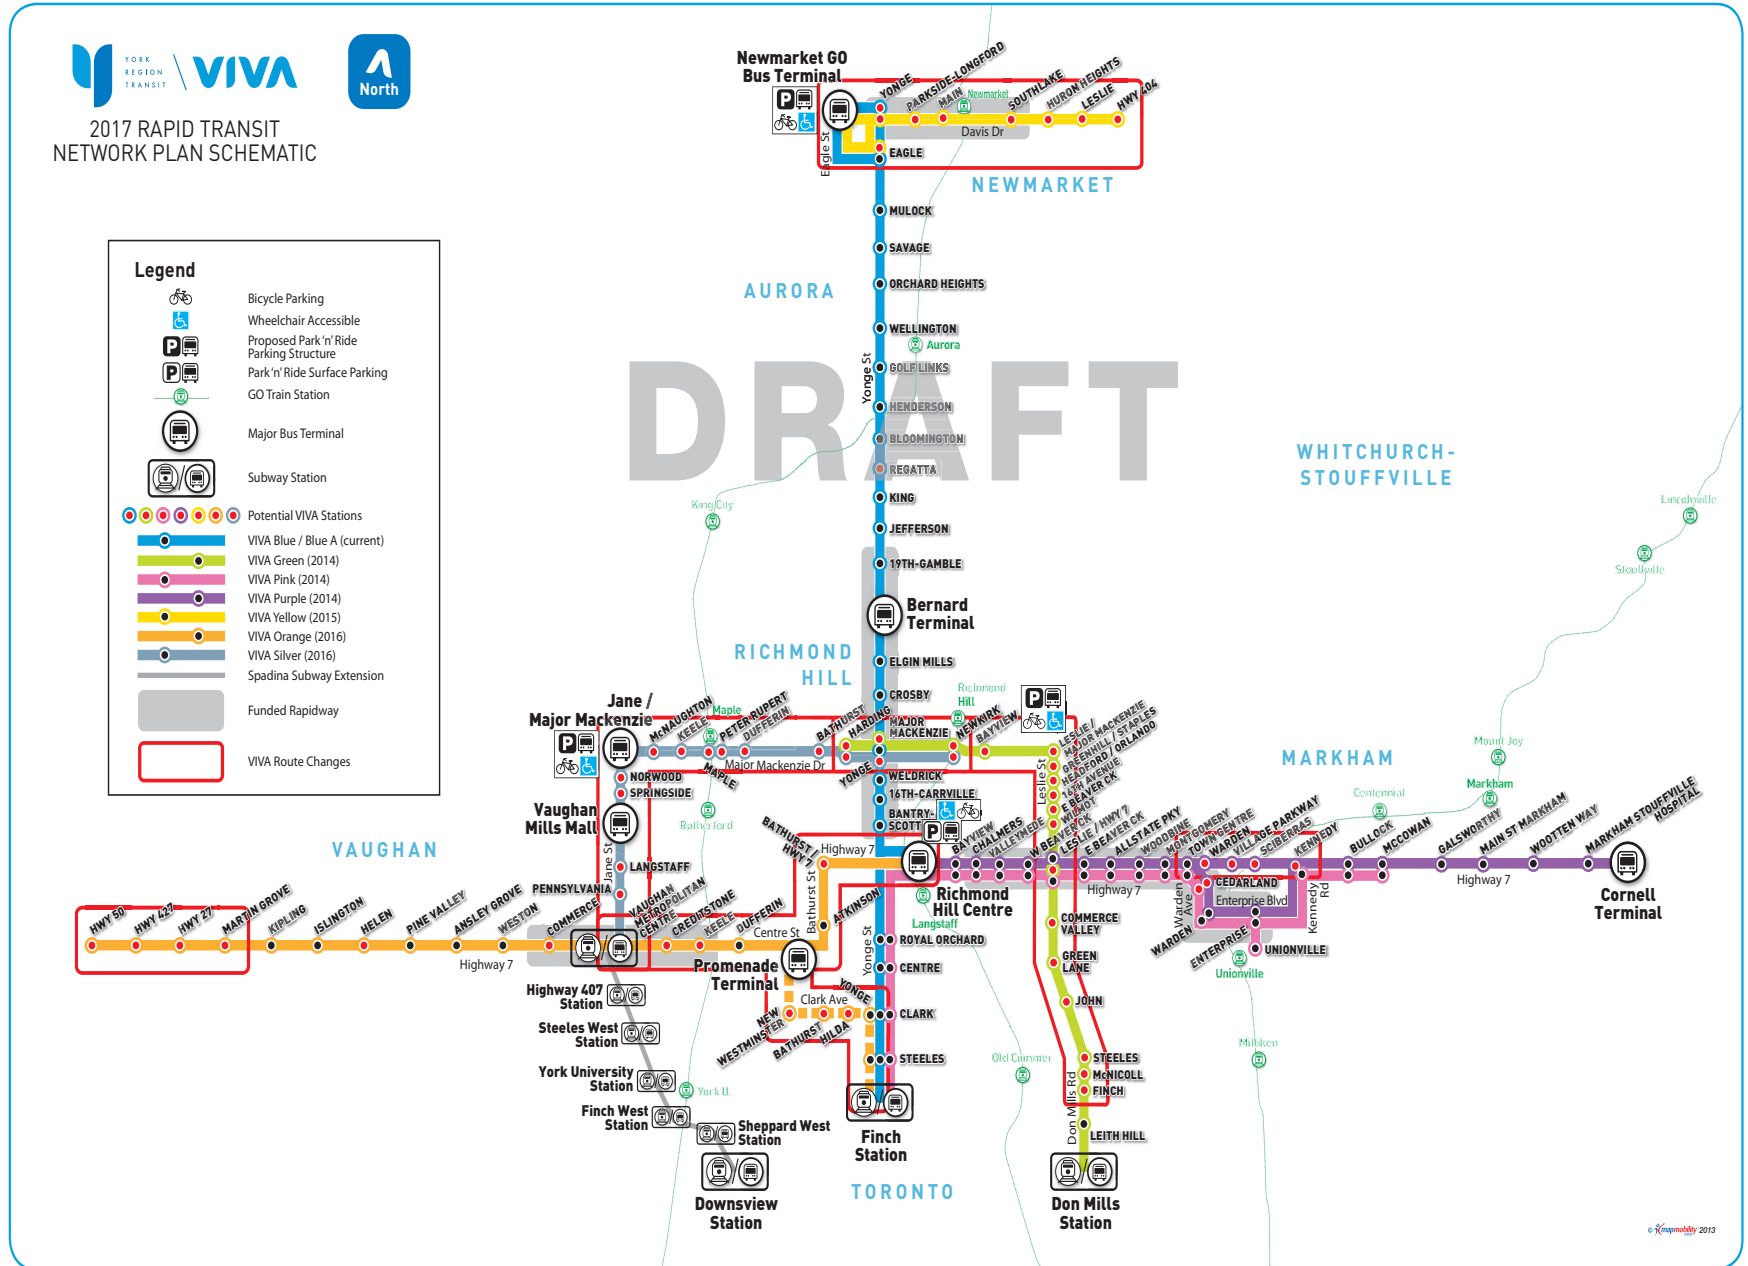 YORK
REGION
TRANSIT
VIVA
North
2017 RAPID TRANSIT
NETWORK PLAN SCHEMATIC
Legend
Bicycle Parking
Wheelchair Accessible
Proposed Park 'n' Ride
Parking Structure
Park 'n' Ride Surface Parking
GO Train Station
Major Bus Terminal
Subway Station
Potential VIVA Stations
VIVA Blue / Blue A (current)
VIVA Green (2014)
VIVA Pink (2014)
VIVA Purple (2014)
VIVA Yellow (2015)
VIVA Orange (2016)
VIVA Silver (2016)
Spadina Subway Extension
Funded Rapidway
VIVA Route Changes
Newmarket GO
Bus Terminal
P
Eagle St
YONGE
PARKSIDE-LONGFORD
MAIN
Newmarket
SOUTHLAKE
HURON HEIGHTS
LESLIE
HWY 404
Davis Dr
EAGLE
NEWMARKET
MULOCK
SAVAGE
ORCHARD HEIGHTS
AURORA
WELLINGTON
Aurora
Yonge St
GOLF LINKS
HENDERSON
BLOOMINGTON
REGATTA
DRAFT
KING
JEFFERSON
19TH-GAMBLE
King City
WHITCHURCH-
STOUFFVILLE
Lincolnville
Stouffville
Bernard
Terminal
RICHMOND
HILL
ELGIN MILLS
CROSBY
Richmond
Hill
P
Jane /
Major Mackenzie
P
McNAUGHTON
KEELE
Maple
PETER RUPERT
DUFFERIN
MAPLE
Major Mackenzie Dr
BATHURST
HARDING
MAJOR
MACKENZIE
YONGE
NEWKIRK
BAYVIEW
LESLIE /
MAJOR MACKENZIE
GREENHILL / STAPLES
HEADFORD / ORLANDO
16TH AVENUE
E BEAVER CK
LESLIE / HWY 7
Leslie St
WELDRICK
16TH-CARRVILLE
BANTRY-
SCOTT
P
NORWOOD
SPRINGSIDE
Vaughan
Mills Mall
Rutherford
Jane St
LANGSTAFF
PENNSYLVANIA
VAUGHAN
MARKHAM
Mount Joy
Markham
Centennial
BATHURST /
HWY 7
Highway 7
Bathurst St
ATKINSON
Richmond
Hill Centre
Langstaff
BAYVIEW
CHALMERS
VALLEYMEDE
E BEAVER CK
ALLSTATE PKY
WOODBINE
MONTGOMERY
TOWN CENTRE
WARDEN
VILLAGE PARKWAY
SCIBERRAS
KENNEDY
BULLOCK
McCOWAN
GALSWORTHY
MAIN ST MARKHAM
WOOTTEN WAY
MARKHAM STOUFFVILLE
HOSPITAL
Highway 7
Highway 7
Cornell
Terminal
CEDARLAND
Enterprise Blvd
Warden
Ave
Kennedy
Rd
WARDEN
ENTERPRISE
UNIONVILLE
Unionville
HWY 50
HWY 427
HWY 27
MARTIN GROVE
KIPLING
ISLINGTON
HELEN
PINE VALLEY
ANSLEY GROVE
WESTON
COMMERCE
VAUGHAN
METROPOLITAN
CENTRE
CREDITSTONE
KEELE
DUFFERIN
Centre St
Highway 7
Promenade
Terminal
Yonge St
ROYAL ORCHARD
CENTRE
COMMERCE
VALLEY
GREEN
LANE
JOHN
Highway 407
Station
Steeles West
Station
York University
Station
York U.
Finch West
Station
Sheppard West
Station
Downsview
Station
Clark Ave
YONGE
NEW
WESTMINSTER
BATHURST
HILDA
CLARK
STEELES
Finch
Station
TORONTO
Old Cummer
Milliken
STEELES
McNICOLL
FINCH
Don Mills Rd
LEITH HILL
Don Mills
Station
© mapmobility 2013